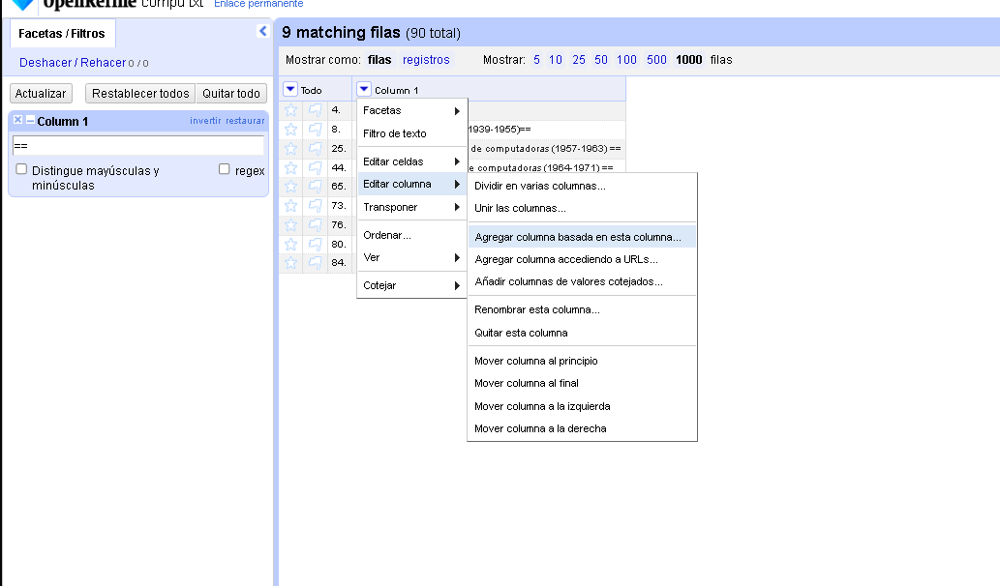 OpenRefine compu txt Enlace permanente
Facetas / Filtros
Deshacer / Rehacer 0 / 0
Actualizar Restablecer todos Quitar todo
Column 1 invertir restaurar
==
Distingue mayúsculas y minúsculas regex
9 matching filas (90 total)
Mostrar como: filas registros Mostrar: 5 10 25 50 100 500 1000 filas
Todo Column 1
4.
8. (1939-1955)==
25. de computadoras (1957-1963) ==
44. computadoras (1964-1971) ==
65.
73.
76.
80.
84.
Facetas
Filtro de texto
Editar celdas
Editar columna
Transponer
Ordenar...
Ver
Cotejar
Dividir en varias columnas...
Unir las columnas...
Agregar columna basada en esta columna...
Agregar columna accediendo a URLs...
Añadir columnas de valores cotejados...
Renombrar esta columna...
Quitar esta columna
Mover columna al principio
Mover columna al final
Mover columna a la izquierda
Mover columna a la derecha